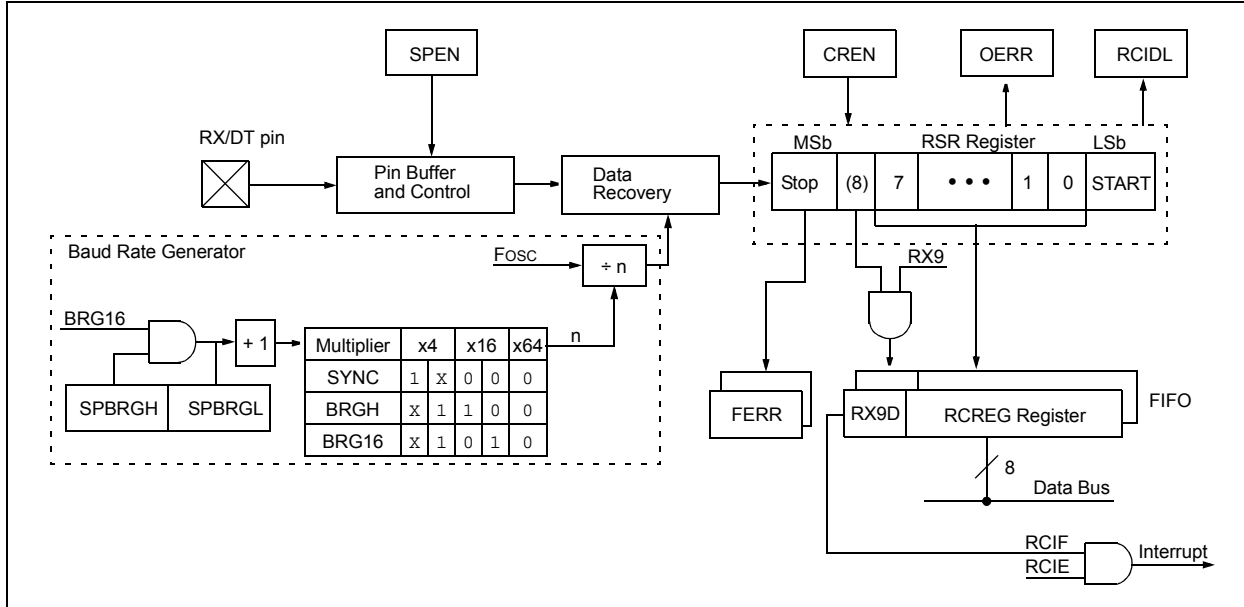 SPEN
CREN
OERR
RCIDL
RX/DT pin
Pin Buffer
and Control
Data
Recovery
MSb
RSR Register
LSb
Stop (8) 7 • • • 1 0 START
Baud Rate Generator
FOSC
÷ n
RX9
BRG16
+ 1
n
Multiplier x4 x16 x64
SYNC 1 X 0 0 0
BRGH X 1 1 0 0
BRG16 X 1 0 1 0
SPBRGH SPBRGL
FERR
RX9D
RCREG Register
FIFO
8
Data Bus
RCIF
RCIE
Interrupt